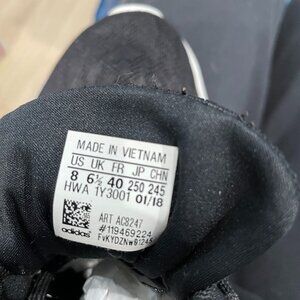 MADE IN VIETNAM
US UK FR JP CHN
8 6½ 40 250 245
HWA 1Y3001 01/18
ART AC8247
#119469224
adidas